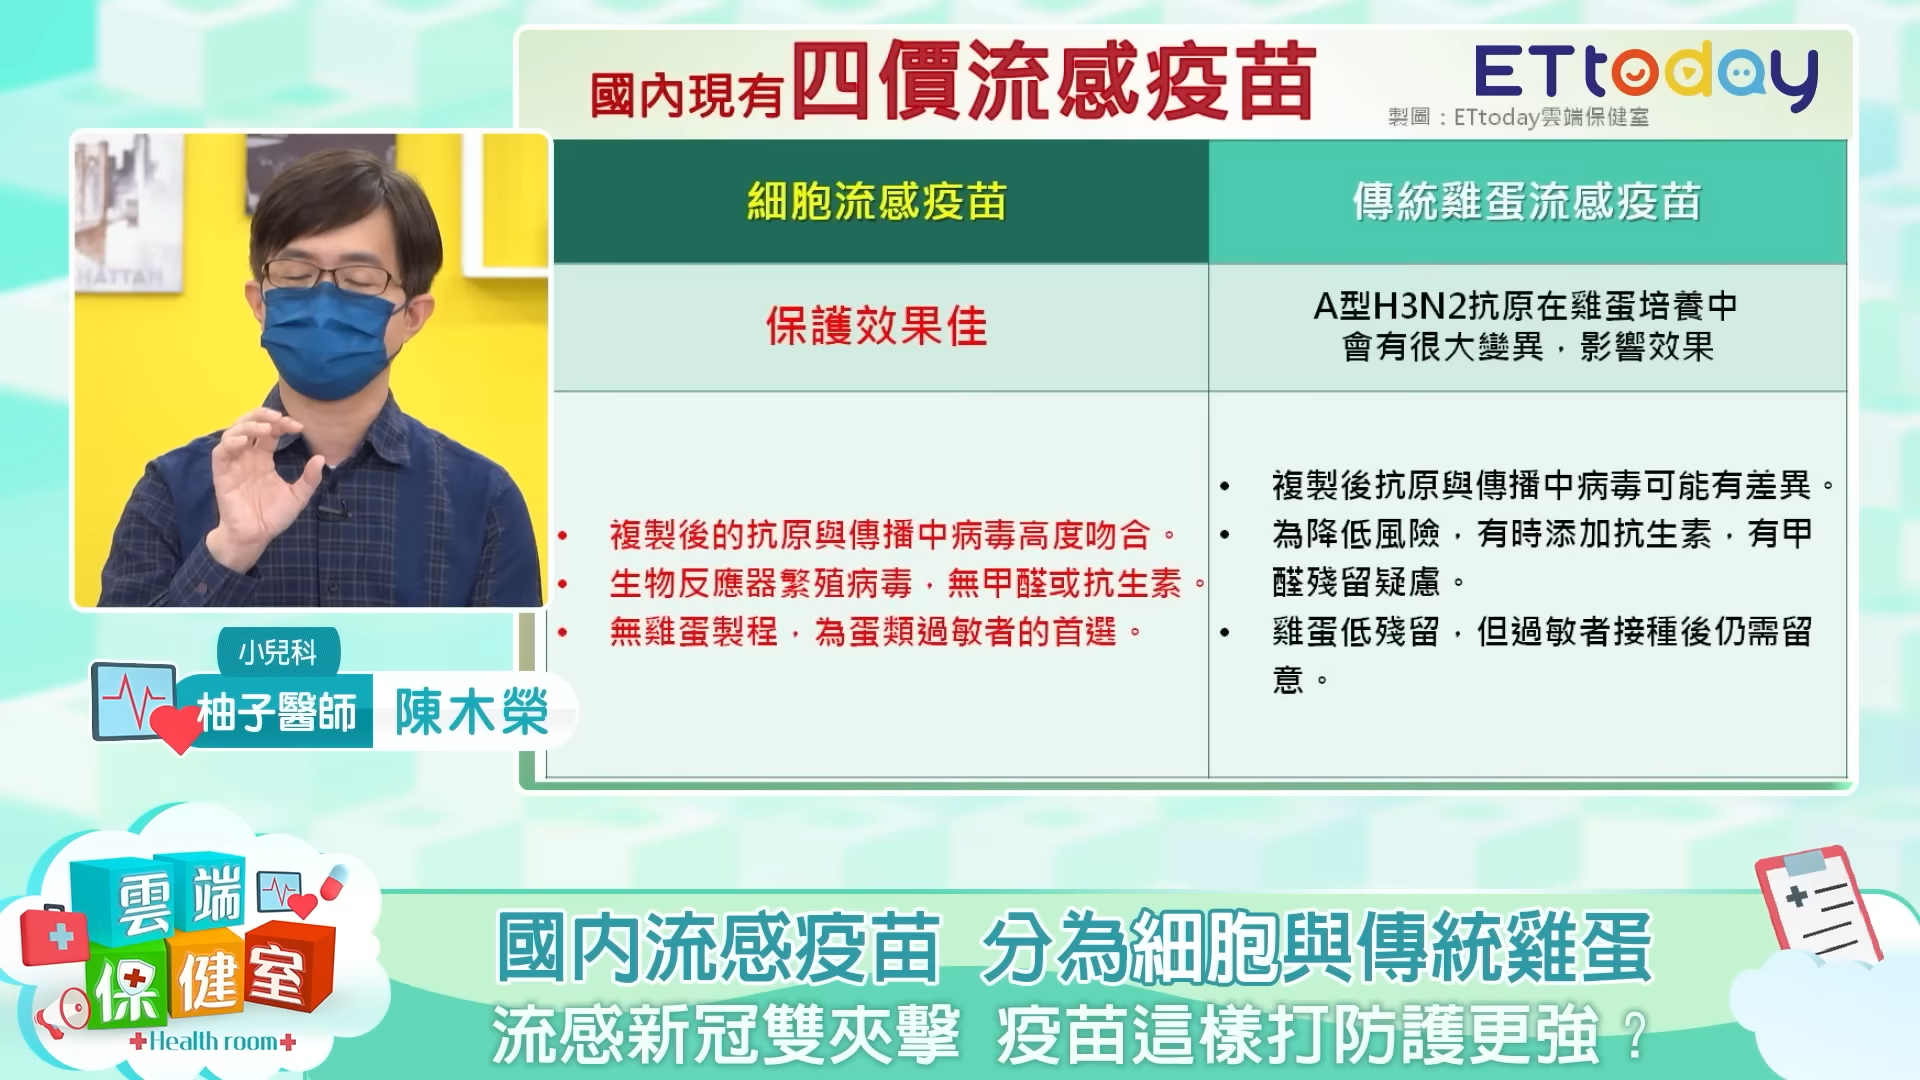 國內現有四價流感疫苗
ETtoday
製圖：ETtoday雲端保健室
細胞流感疫苗
傳統雞蛋流感疫苗
保護效果佳
A型H3N2抗原在雞蛋培養中
會有很大變異，影響效果
• 複製後的抗原與傳播中病毒高度吻合。
• 生物反應器繁殖病毒，無甲醛或抗生素。
• 無雞蛋製程，為蛋類過敏者的首選。
• 複製後抗原與傳播中病毒可能有差異。
• 為降低風險，有時添加抗生素，有甲
醛殘留疑慮。
• 雞蛋低殘留，但過敏者接種後仍需留
意。
HATTAN
小兒科
柚子醫師 陳木榮
雲端
保健室
Health room
國內流感疫苗 分為細胞與傳統雞蛋
流感新冠雙夾擊 疫苗這樣打防護更強？